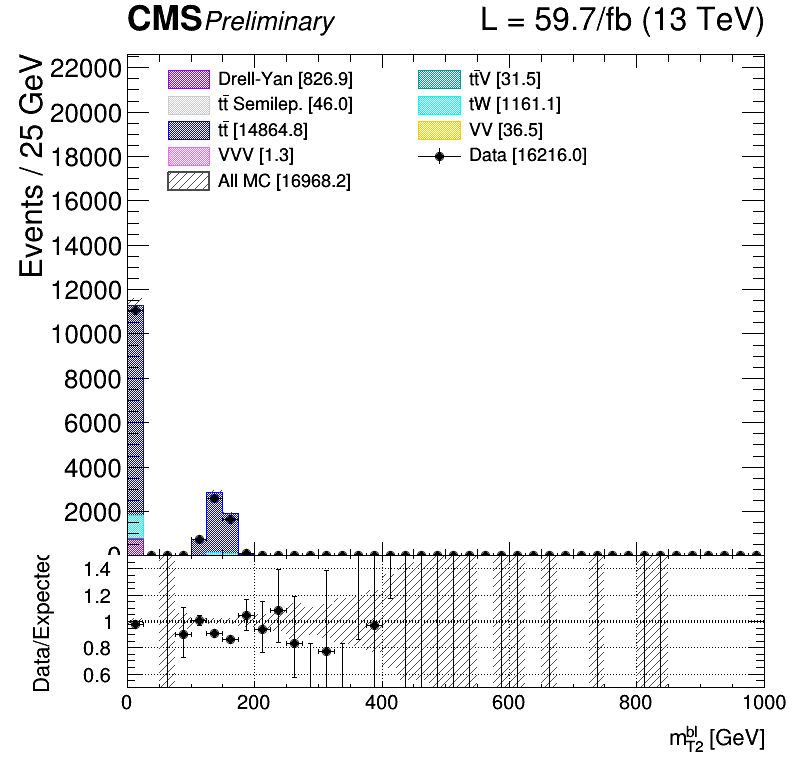 CMS Preliminary L = 59.7/fb (13 TeV)
Events / 25 GeV
22000
20000
18000
16000
14000
12000
10000
8000
6000
4000
2000
0
Drell-Yan [826.9]
tt̄ Semilep. [46.0]
tt̄ [14864.8]
VVV [1.3]
All MC [16968.2]
tt̄V [31.5]
tW [1161.1]
VV [36.5]
Data [16216.0]
Data/Expected
1.4
1.2
1
0.8
0.6
0 200 400 600 800 1000
m_T2^bl [GeV]